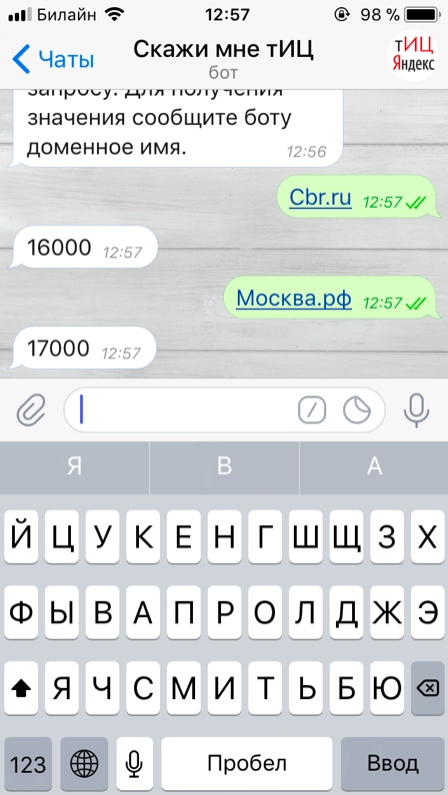 Билайн 12:57 98 %
Чаты Скажи мне тИЦ
бот
тИЦ
Яндекс
запросу. Для получения
значения сообщите боту
доменное имя. 12:56
Cbr.ru 12:57
16000 12:57
Москва.рф 12:57
17000 12:57
Я В А
Й Ц У К Е Н Г Ш Щ З Х
Ф Ы В А П Р О Л Д Ж Э
Я Ч С М И Т Ь Б Ю
123 Пробел Ввод